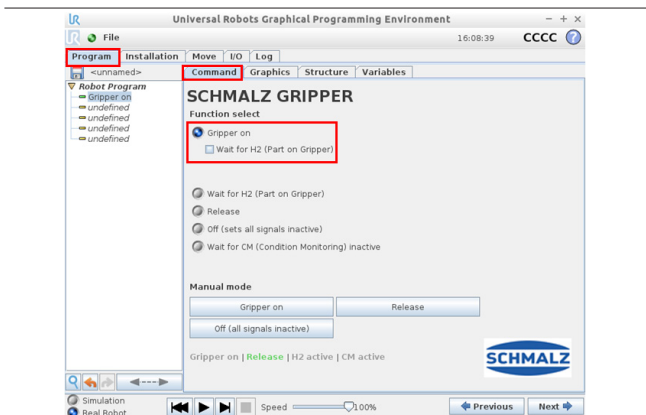 Universal Robots Graphical Programming Environment
File
16:08:39
CCCC
?
Program Installation Move I/O Log
<unnamed>
Command Graphics Structure Variables
Robot Program
Gripper on
undefined
undefined
undefined
undefined
SCHMALZ GRIPPER
Function select
Gripper on
Wait for H2 (Part on Gripper)
Wait for H2 (Part on Gripper)
Release
Off (sets all signals inactive)
Wait for CM (Condition Monitoring) inactive
Manual mode
Gripper on
Release
Off (all signals inactive)
Gripper on | Release | H2 active | CM active
SCHMALZ
Simulation
Real Robot
Speed
100%
Previous
Next